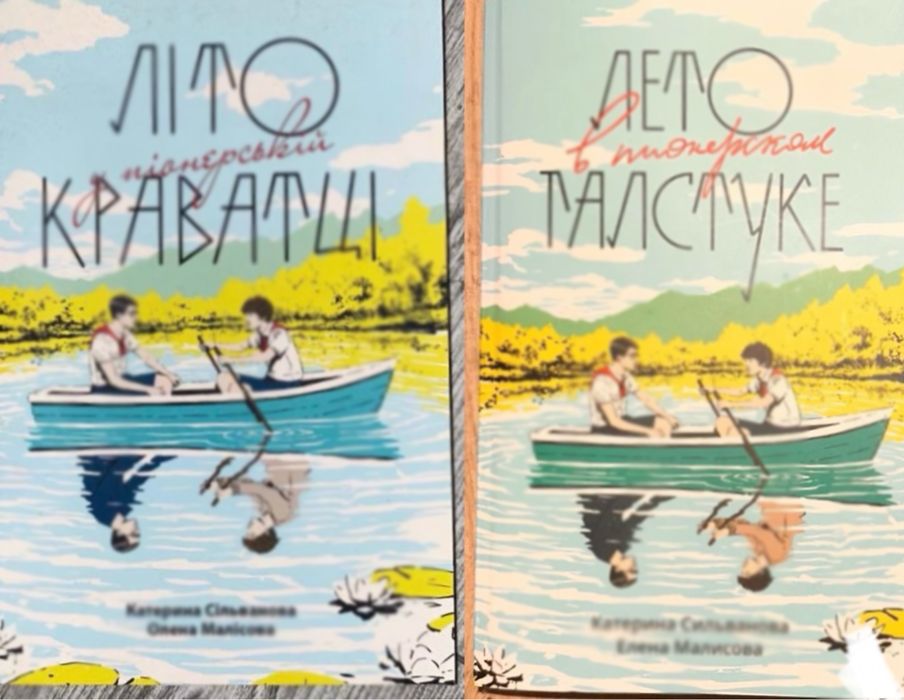 ЛІТО
у піонерській
КРАВАТЦІ
Катерина Сільванова
Олена Малісова
ЛЕТО
в пионерском
ГАЛСТУКЕ
Катерина Сильванова
Елена Малисова